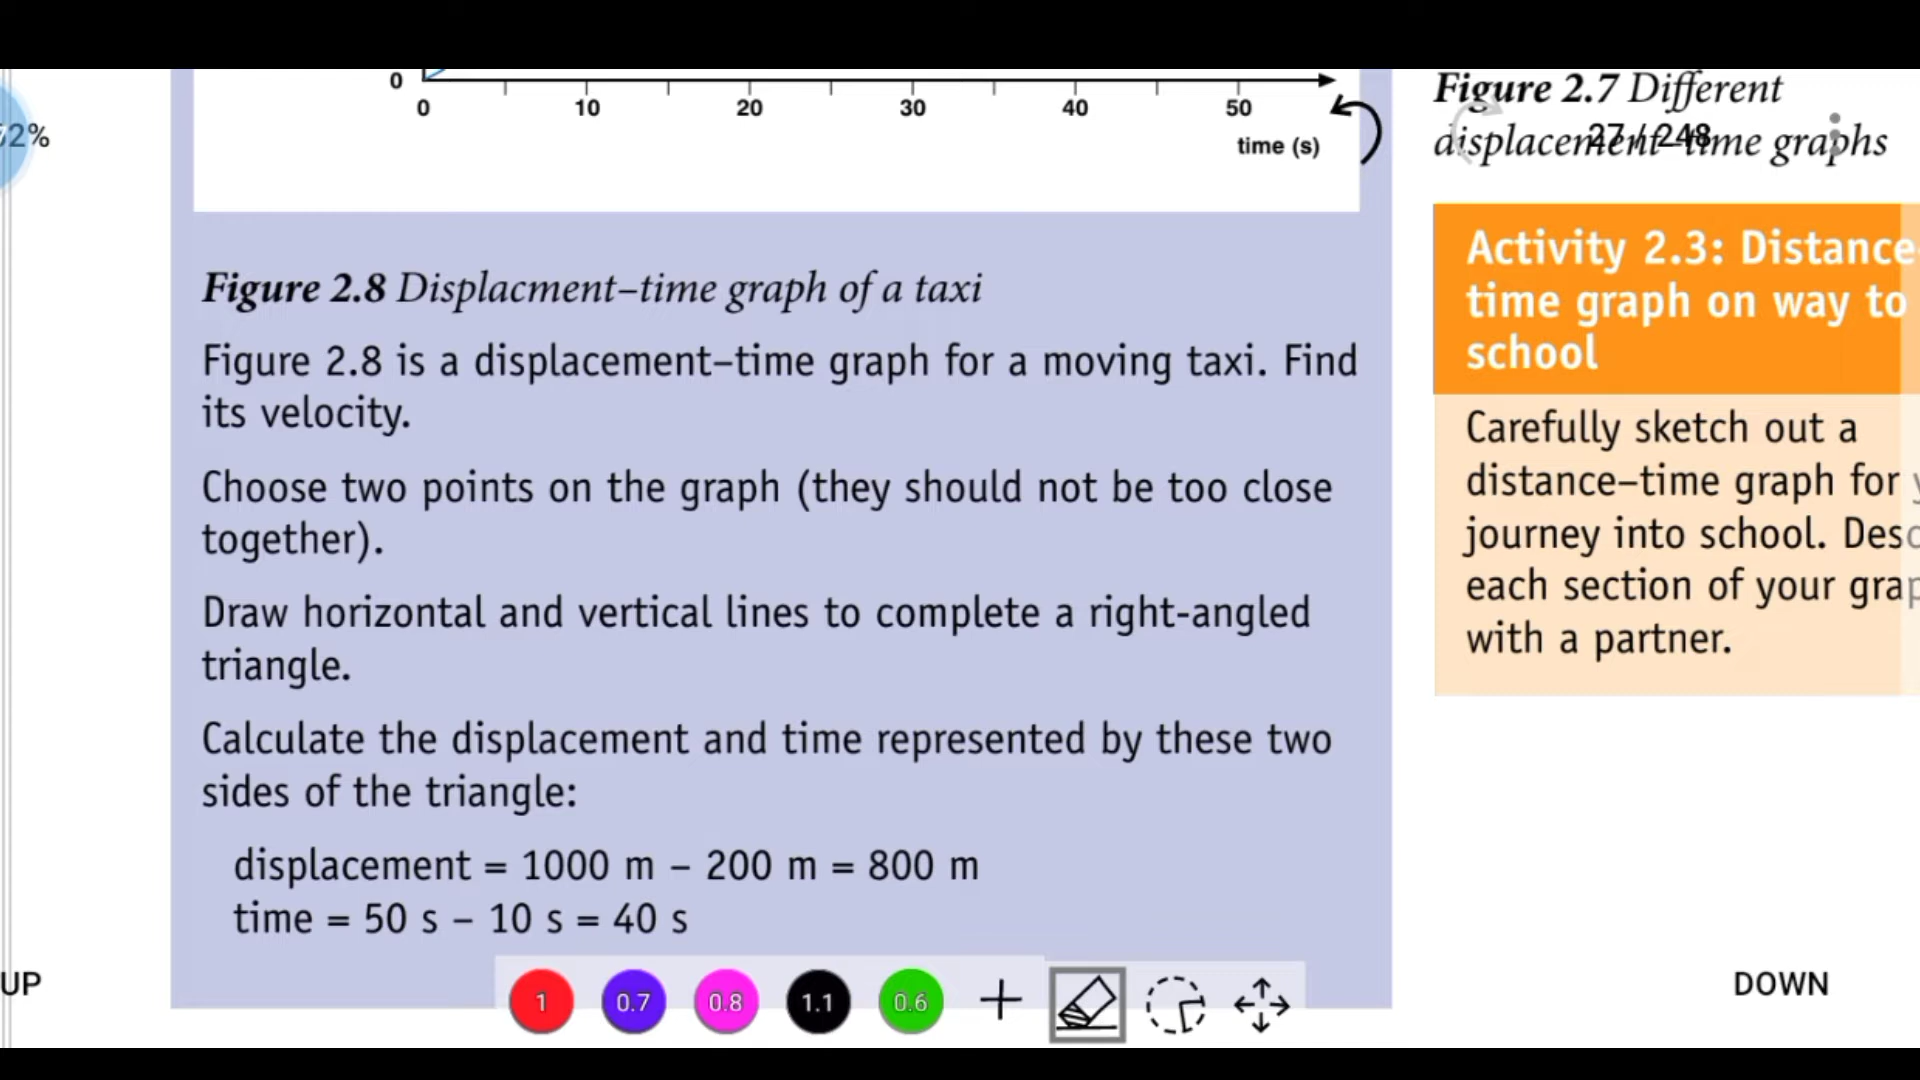 0
0 10 20 30 40 50
time (s)
Figure 2.8 Displacment–time graph of a taxi
Figure 2.8 is a displacement–time graph for a moving taxi. Find
its velocity.
Choose two points on the graph (they should not be too close
together).
Draw horizontal and vertical lines to complete a right-angled
triangle.
Calculate the displacement and time represented by these two
sides of the triangle:
displacement = 1000 m – 200 m = 800 m
time = 50 s – 10 s = 40 s
Figure 2.7 Different
displacement–time graphs
27 / 248
Activity 2.3: Distance–
time graph on way to
school
Carefully sketch out a
distance–time graph for
journey into school.
each section of your
with a partner.
2%
UP
DOWN
1 0.7 0.8 1.1 0.6